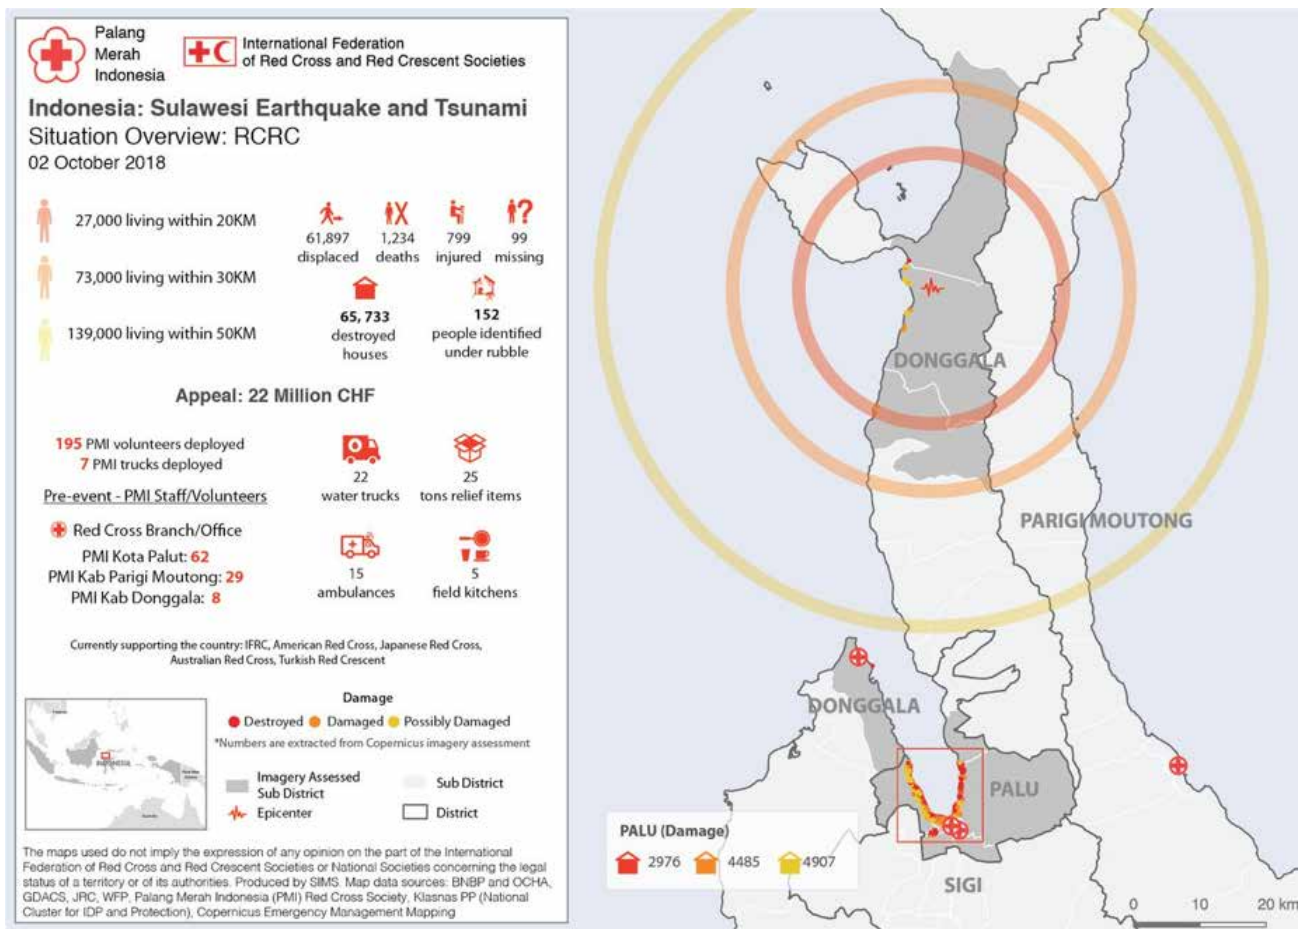 Palang
Merah
Indonesia
International Federation
of Red Cross and Red Crescent Societies
Indonesia: Sulawesi Earthquake and Tsunami
Situation Overview: RCRC
02 October 2018
27,000 living within 20KM
73,000 living within 30KM
139,000 living within 50KM
61,897 1,234 799 99
displaced deaths injured missing
65, 733 152
destroyed people identified
houses under rubble
Appeal: 22 Million CHF
195 PMI volunteers deployed
7 PMI trucks deployed
Pre-event - PMI Staff/Volunteers
Red Cross Branch/Office
PMI Kota Palut: 62
PMI Kab Parigi Moutong: 29
PMI Kab Donggala: 8
22 25
water trucks tons relief items
15 5
ambulances field kitchens
Currently supporting the country: IFRC, American Red Cross, Japanese Red Cross,
Australian Red Cross, Turkish Red Crescent
Damage
Destroyed Damaged Possibly Damaged
*Numbers are extracted from Copernicus imagery assessment
Imagery Assessed
Sub District
Sub District
Epicenter
District
The maps used do not imply the expression of any opinion on the part of the International
Federation of Red Cross and Red Crescent Societies or National Societies concerning the legal
status of a territory or of its authorities. Produced by SIMS. Map data sources: BNBP and OCHA,
GDACS, JRC, WFP, Palang Merah Indonesia (PMI) Red Cross Society, Klasnas PP (National
Cluster for IDP and Protection), Copernicus Emergency Management Mapping
DONGGALA
PARIGI MOUTONG
DONGGALA
PALU
SIGI
PALU (Damage)
2976 4485 4907
0 10 20 km